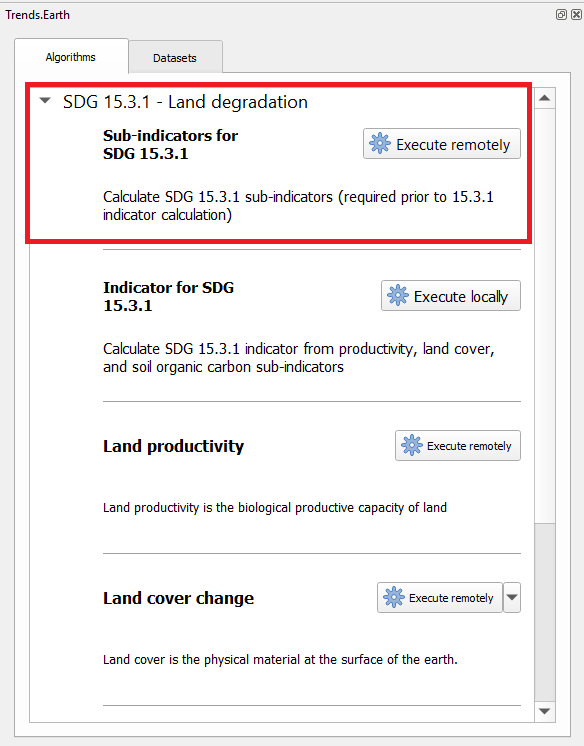 Trends.Earth
Algorithms
Datasets
SDG 15.3.1 - Land degradation
Sub-indicators for
SDG 15.3.1
Execute remotely
Calculate SDG 15.3.1 sub-indicators (required prior to 15.3.1
indicator calculation)
Indicator for SDG
15.3.1
Execute locally
Calculate SDG 15.3.1 indicator from productivity, land cover,
and soil organic carbon sub-indicators
Land productivity
Execute remotely
Land productivity is the biological productive capacity of land
Land cover change
Execute remotely
Land cover is the physical material at the surface of the earth.